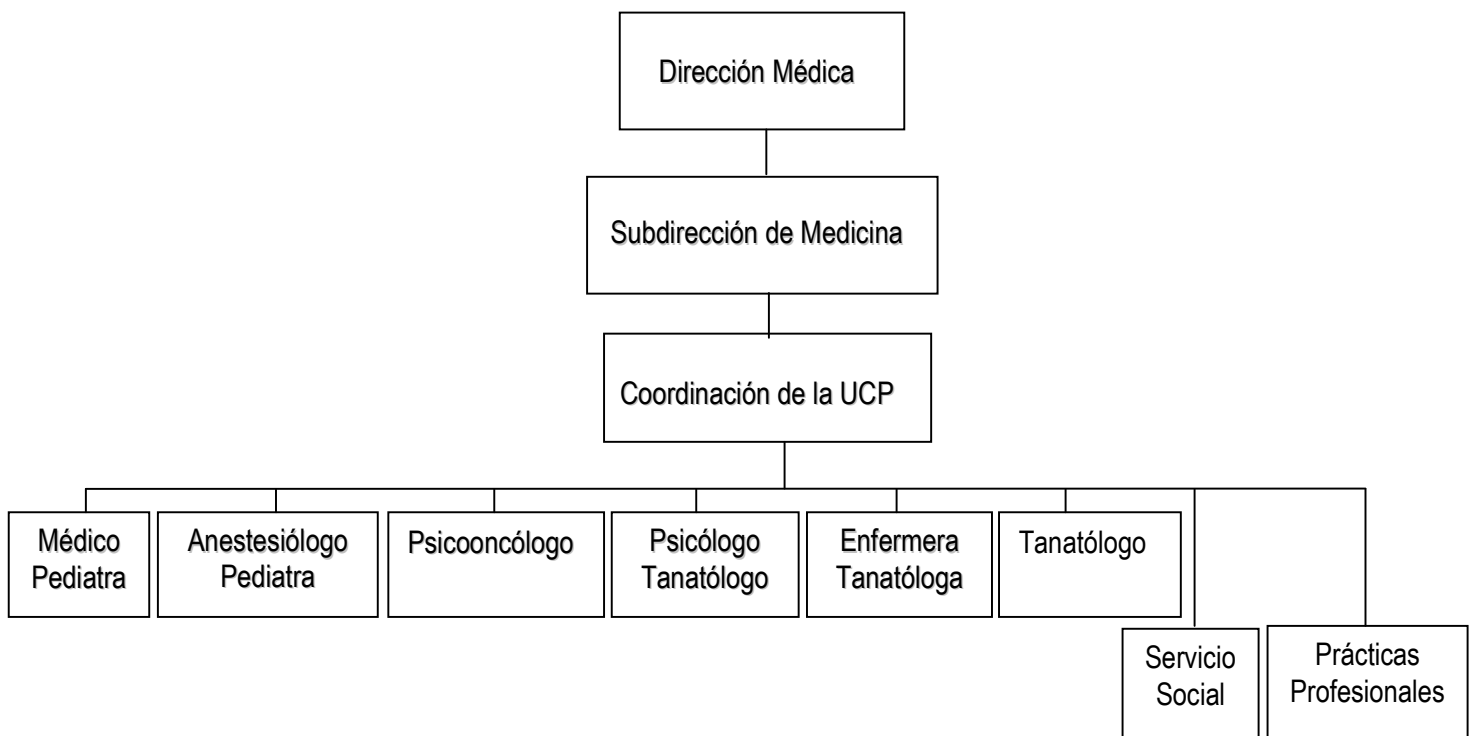 Dirección Médica
Subdirección de Medicina
Coordinación de la UCP
Médico
Pediatra
Anestesiólogo
Pediatra
Psicooncólogo
Psicólogo
Tanatólogo
Enfermera
Tanatóloga
Tanatólogo
Servicio
Social
Prácticas
Profesionales